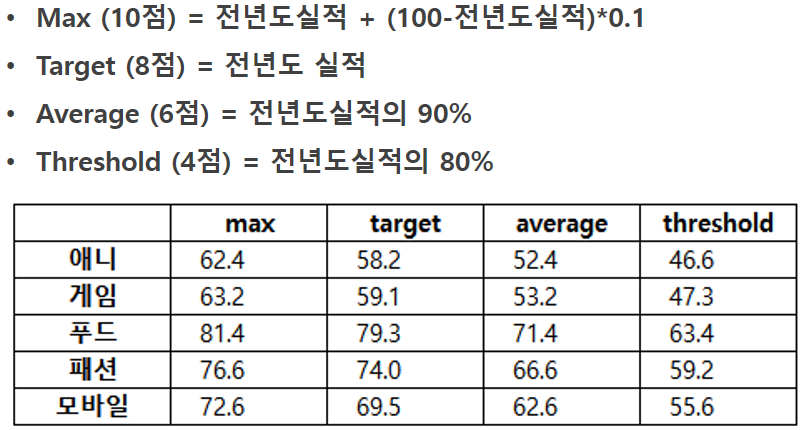 • Max (10점) = 전년도실적 + (100-전년도실적)*0.1
• Target (8점) = 전년도 실적
• Average (6점) = 전년도실적의 90%
• Threshold (4점) = 전년도실적의 80%
max target average threshold
애니 62.4 58.2 52.4 46.6
게임 63.2 59.1 53.2 47.3
푸드 81.4 79.3 71.4 63.4
패션 76.6 74.0 66.6 59.2
모바일 72.6 69.5 62.6 55.6